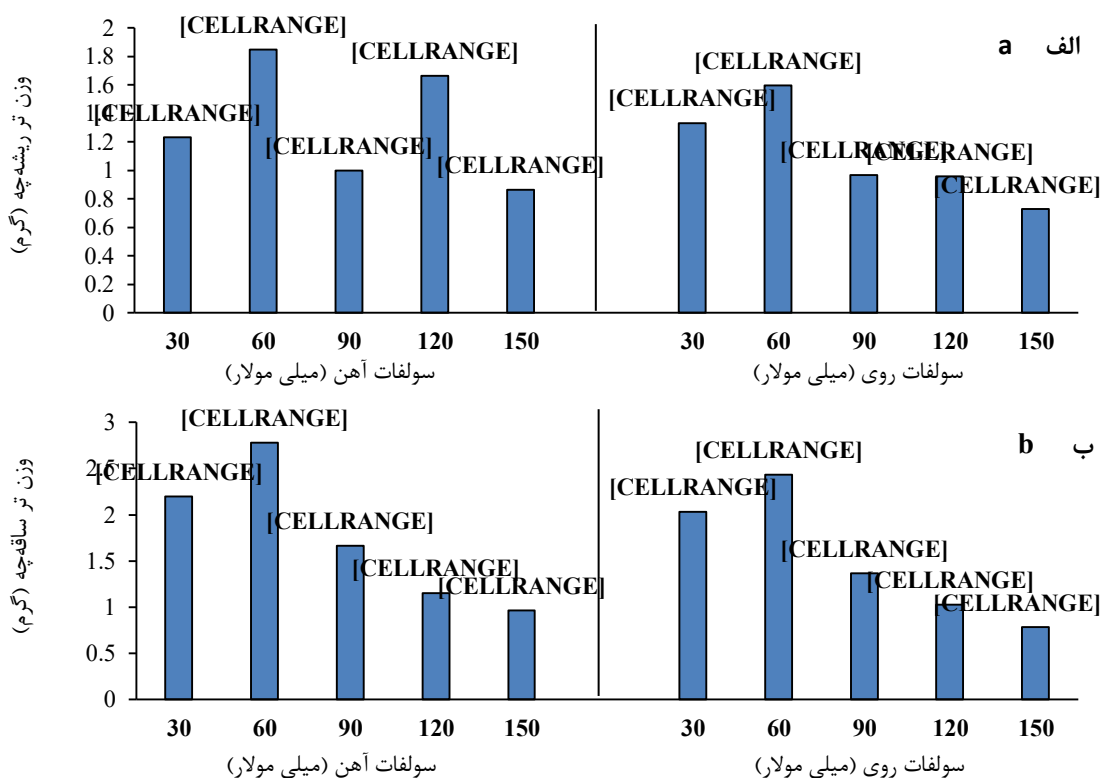 الف a
وزن تر ریشه‌چه (گرم)
2
1.8
1.6
1.4
1.2
1
0.8
0.6
0.4
0.2
0
[CELLRANGE]
[CELLRANGE]
[CELLRANGE]
[CELLRANGE]
[CELLRANGE]
[CELLRANGE]
[CELLRANGE]
[CELLRANGE]
[CELLRANGE]
[CELLRANGE]
30 60 90 120 150 30 60 90 120 150
سولفات آهن (میلی مولار)
سولفات روی (میلی مولار)
ب b
وزن تر ساقه‌چه (گرم)
3
2.5
2
1.5
1
0.5
0
[CELLRANGE]
[CELLRANGE]
[CELLRANGE]
[CELLRANGE]
[CELLRANGE]
[CELLRANGE]
[CELLRANGE]
[CELLRANGE]
[CELLRANGE]
[CELLRANGE]
30 60 90 120 150 30 60 90 120 150
سولفات آهن (میلی مولار)
سولفات روی (میلی مولار)